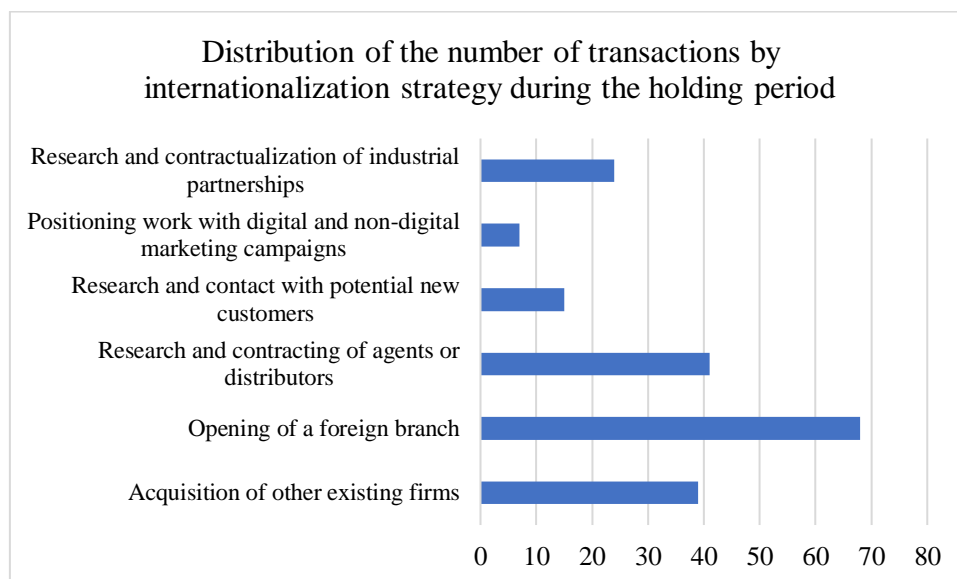 Distribution of the number of transactions by
internationalization strategy during the holding period
Research and contractualization of industrial
partnerships
Positioning work with digital and non-digital
marketing campaigns
Research and contact with potential new
customers
Research and contracting of agents or
distributors
Opening of a foreign branch
Acquisition of other existing firms
0 10 20 30 40 50 60 70 80